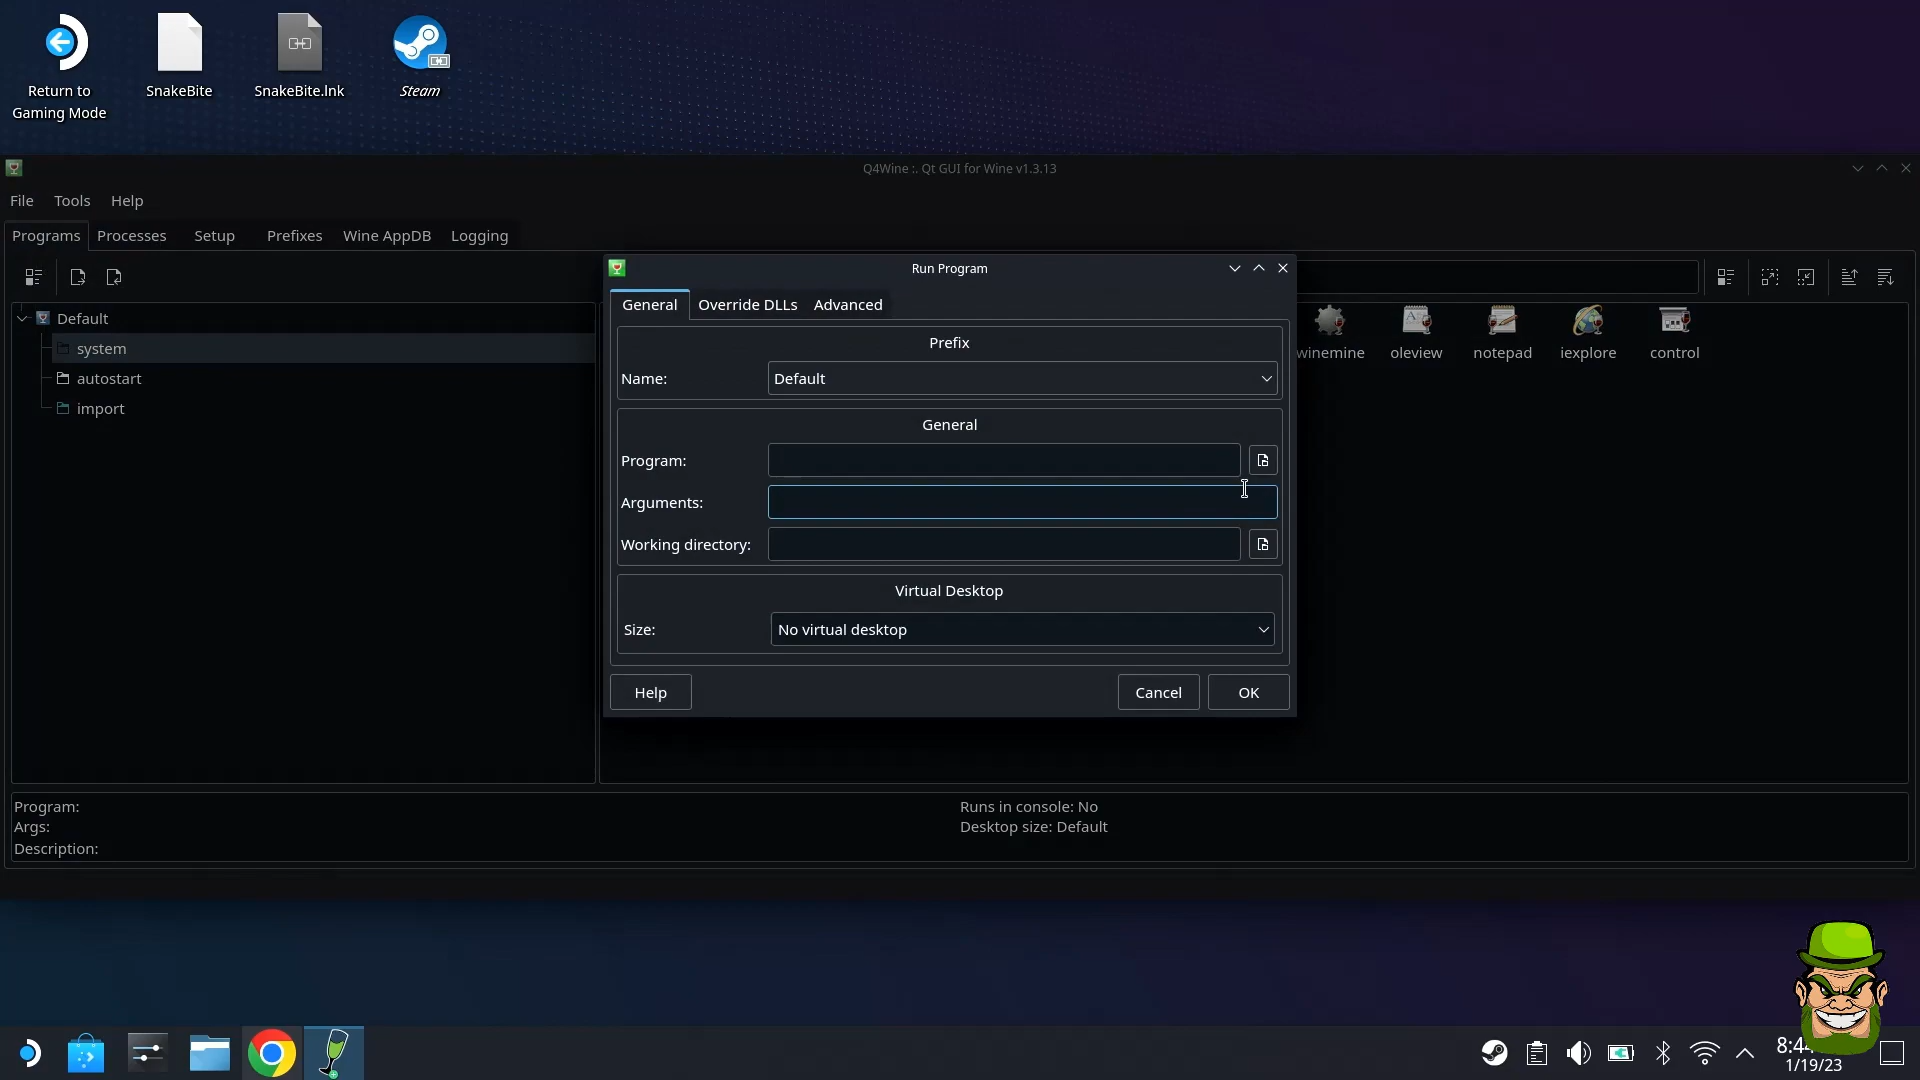 Return to
Gaming Mode
SnakeBite
SnakeBite.lnk
Steam
Q4Wine :. Qt GUI for Wine v1.3.13
File
Tools
Help
Programs
Processes
Setup
Prefixes
Wine AppDB
Logging
Default
system
autostart
import
winemine
oleview
notepad
iexplore
control
Run Program
General
Override DLLs
Advanced
Prefix
Name:
Default
General
Program:
Arguments:
Working directory:
Virtual Desktop
Size:
No virtual desktop
Help
Cancel
OK
Program:
Args:
Description:
Runs in console: No
Desktop size: Default
1/19/23